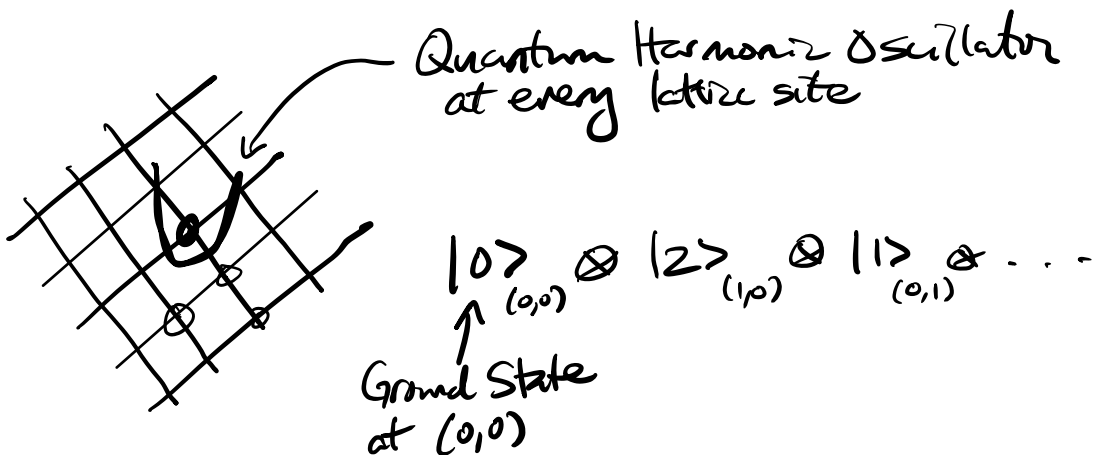 Quantum Harmonic Oscillator
at every lattice site
|0⟩(0,0) ⊗ |2⟩(1,0) ⊗ |1⟩(0,1) ⊗ ...
Ground State
at (0,0)